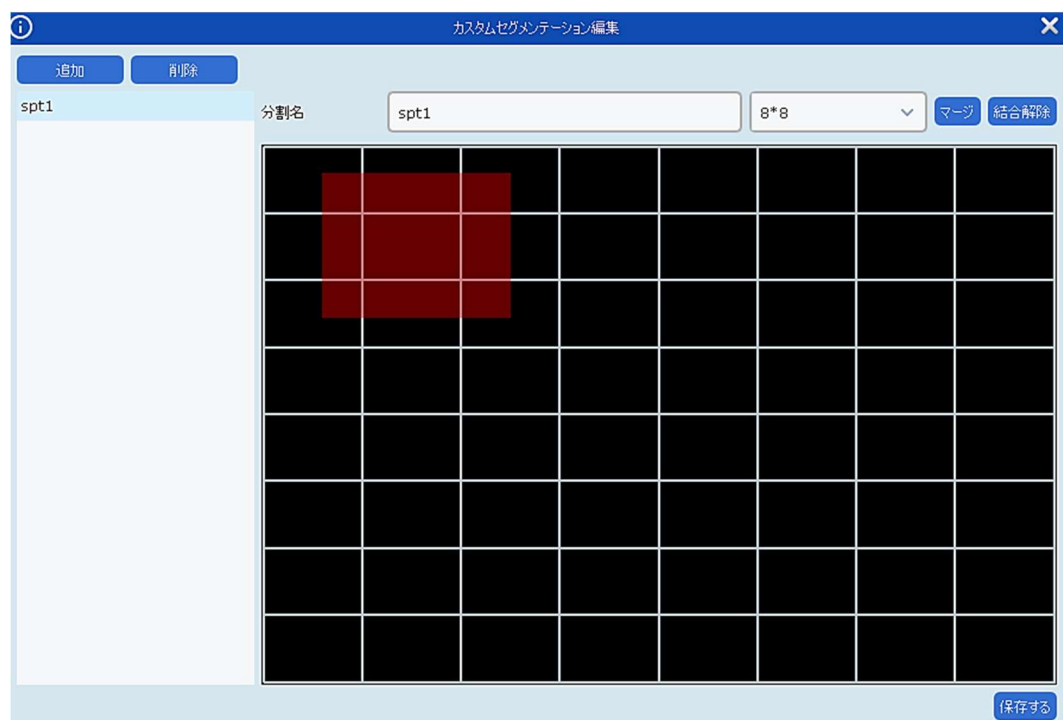 カスタムセグメンテーション編集
追加 削除
spt1
分割名 spt1 8*8 マージ 結合解除
保存する